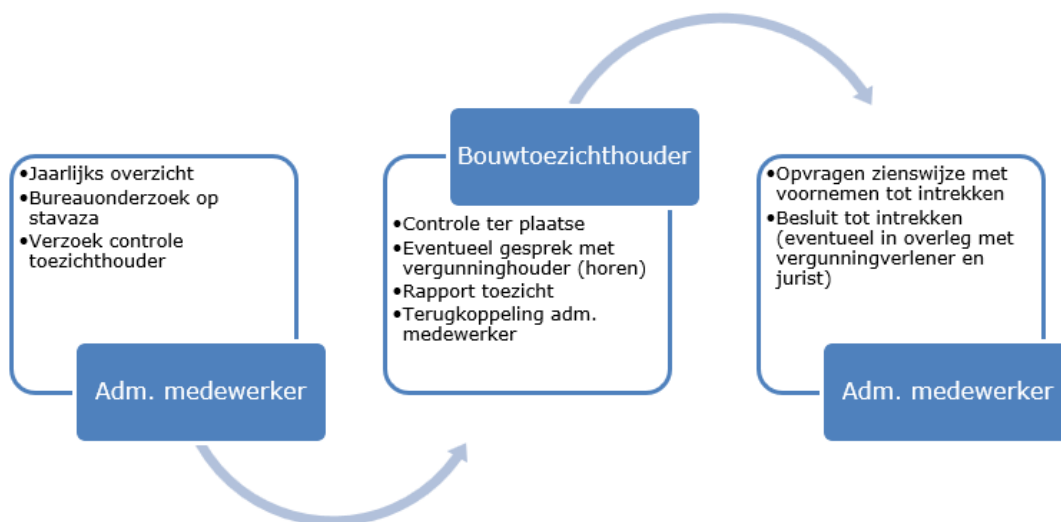 •Jaarlijks overzicht
•Bureauonderzoek op
stavaza
•Verzoek controle
toezichthouder
Adm. medewerker
Bouwtoezichthouder
•Controle ter plaatse
•Eventueel gesprek met
vergunninghouder (horen)
•Rapport toezicht
•Terugkoppeling adm.
medewerker
•Opvragen zienswijze met
voornemen tot intrekken
•Besluit tot intrekken
(eventueel in overleg met
vergunningverlener en
jurist)
Adm. medewerker